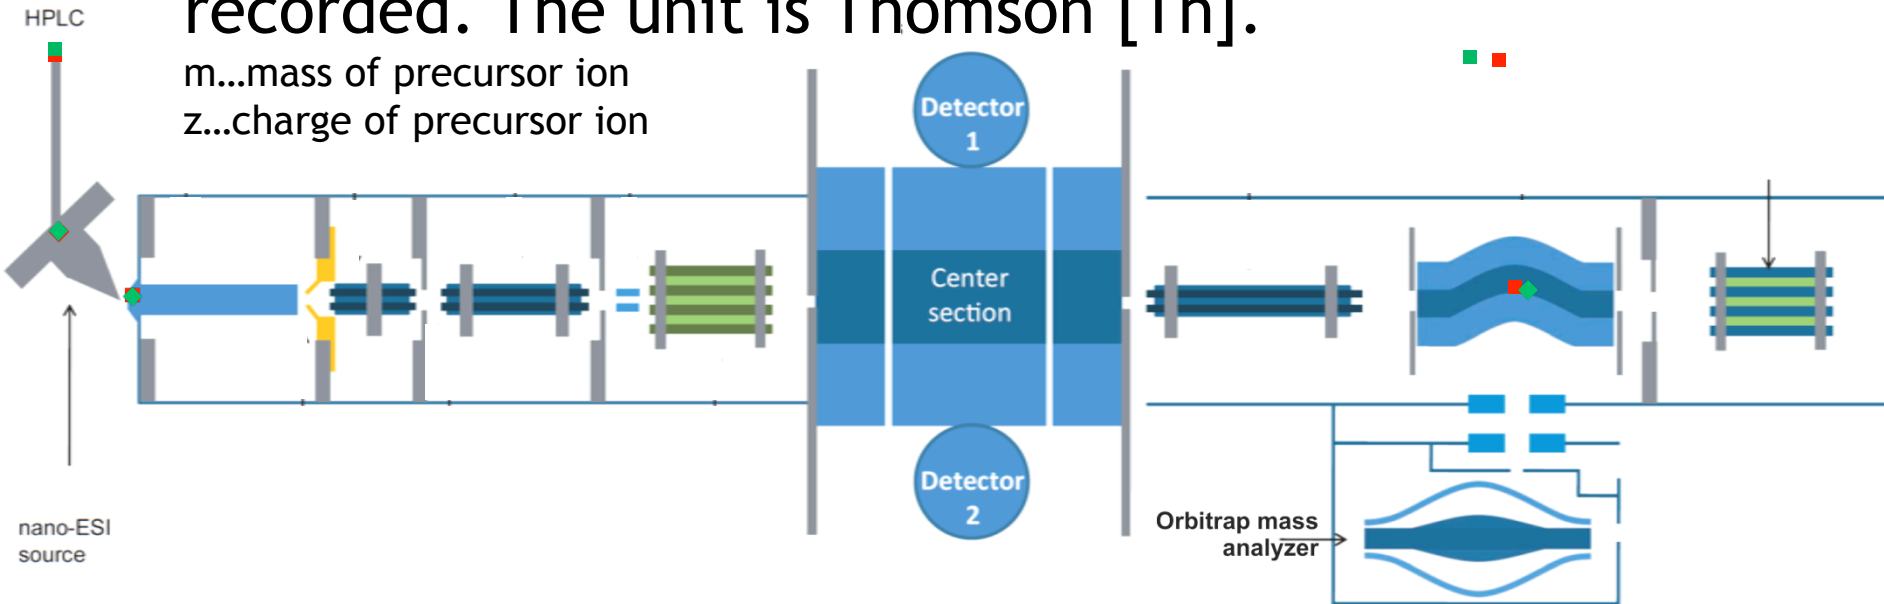 HPLC
recorded. The unit is Thomson [Th].
m...mass of precursor ion
z...charge of precursor ion
Detector
1
Center
section
Detector
2
Orbitrap mass
analyzer
nano-ESI
source